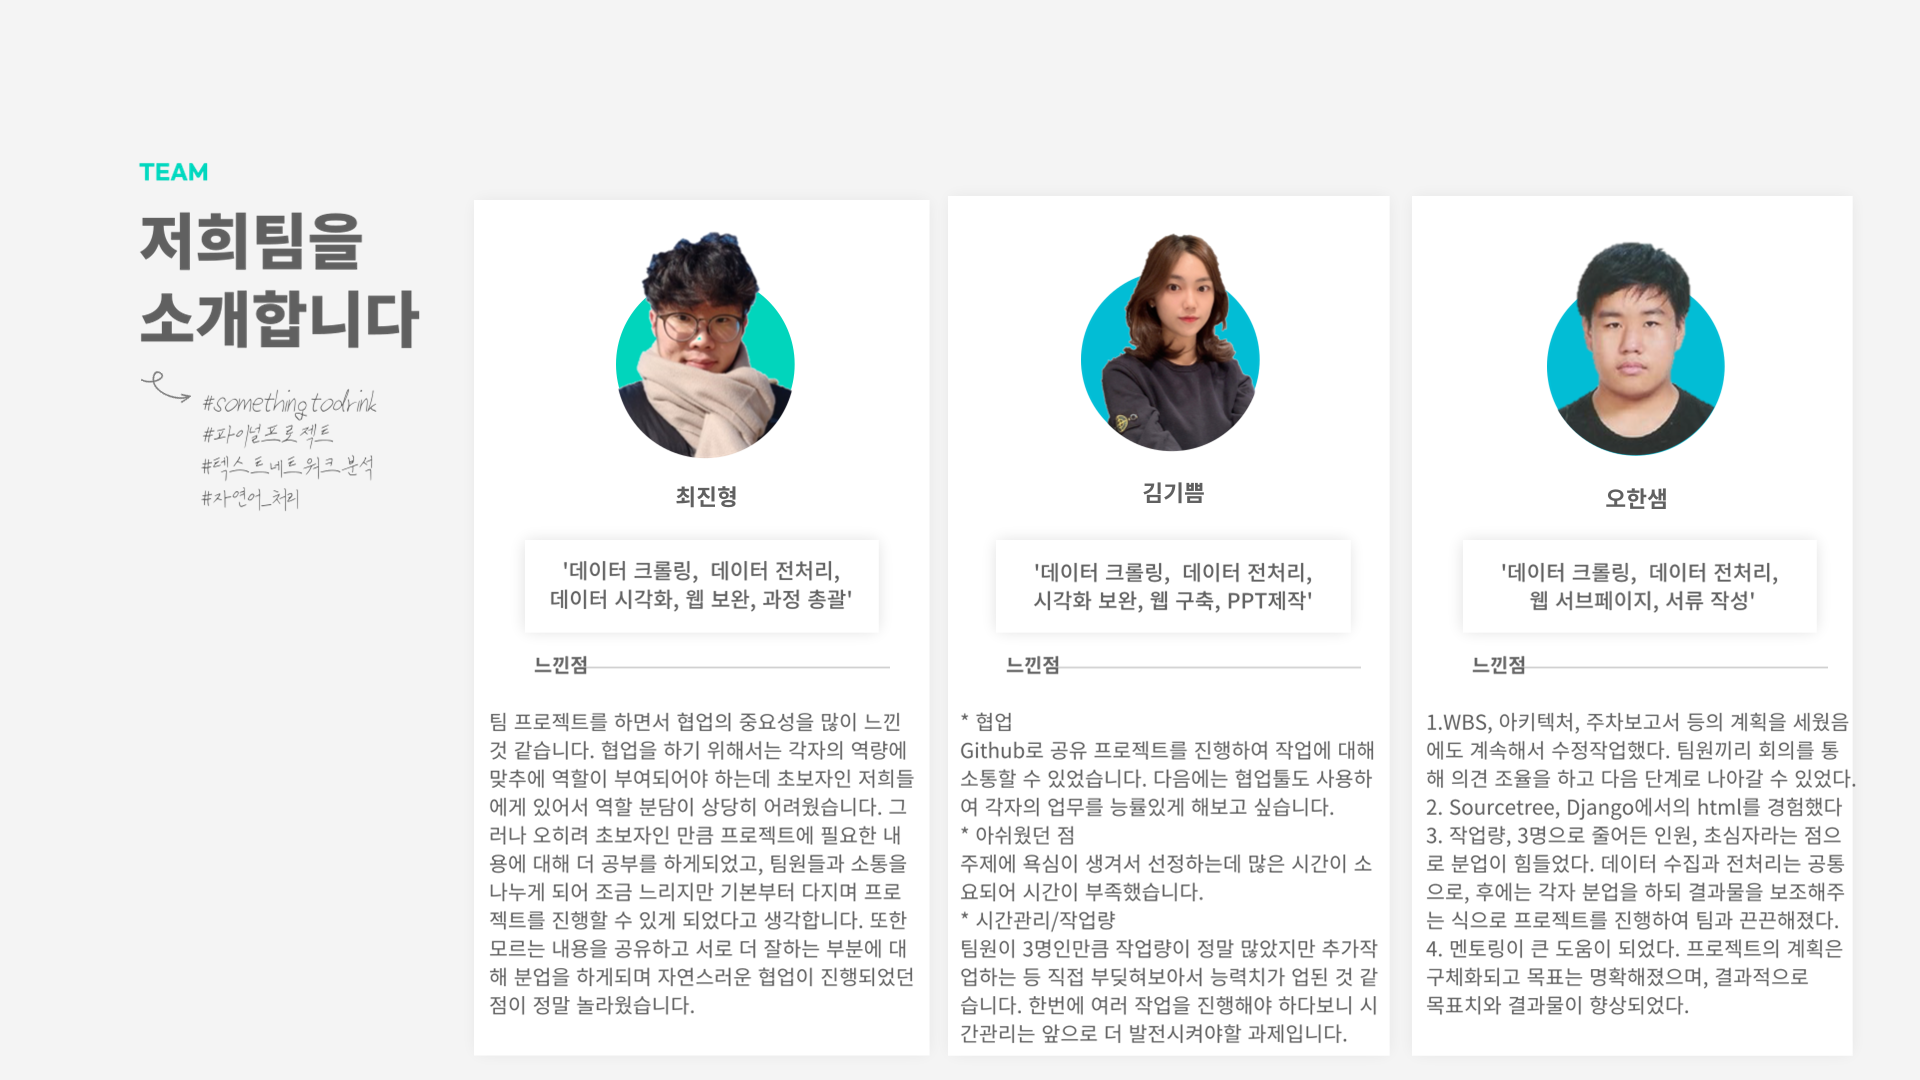 TEAM
저희팀을
소개합니다
#somethingtodrink
#파이널프로젝트
#텍스트네트워크분석
#자연어_처리
최진형
'데이터 크롤링,  데이터 전처리,
데이터 시각화, 웹 보완, 과정 총괄'
느낀점
팀 프로젝트를 하면서 협업의 중요성을 많이 느낀
것 같습니다. 협업을 하기 위해서는 각자의 역량에
맞추에 역할이 부여되어야 하는데 초보자인 저희들
에게 있어서 역할 분담이 상당히 어려웠습니다. 그
러나 오히려 초보자인 만큼 프로젝트에 필요한 내
용에 대해 더 공부를 하게되었고, 팀원들과 소통을
나누게 되어 조금 느리지만 기본부터 다지며 프로
젝트를 진행할 수 있게 되었다고 생각합니다. 또한
모르는 내용을 공유하고 서로 더 잘하는 부분에 대
해 분업을 하게되며 자연스러운 협업이 진행되었던
점이 정말 놀라웠습니다.
김기쁨
'데이터 크롤링,  데이터 전처리,
시각화 보완, 웹 구축, PPT제작'
느낀점
* 협업
Github로 공유 프로젝트를 진행하여 작업에 대해
소통할 수 있었습니다. 다음에는 협업툴도 사용하
여 각자의 업무를 능률있게 해보고 싶습니다.
* 아쉬웠던 점
주제에 욕심이 생겨서 선정하는데 많은 시간이 소
요되어 시간이 부족했습니다.
* 시간관리/작업량
팀원이 3명인만큼 작업량이 정말 많았지만 추가작
업하는 등 직접 부딪혀보아서 능력치가 업된 것 같
습니다. 한번에 여러 작업을 진행해야 하다보니 시
간관리는 앞으로 더 발전시켜야할 과제입니다.
오한샘
'데이터 크롤링,  데이터 전처리,
웹 서브페이지, 서류 작성'
느낀점
1.WBS, 아키텍처, 주차보고서 등의 계획을 세웠음
에도 계속해서 수정작업했다. 팀원끼리 회의를 통
해 의견 조율을 하고 다음 단계로 나아갈 수 있었다.
2. Sourcetree, Django에서의 html를 경험했다
3. 작업량, 3명으로 줄어든 인원, 초심자라는 점으
로 분업이 힘들었다. 데이터 수집과 전처리는 공통
으로, 후에는 각자 분업을 하되 결과물을 보조해주
는 식으로 프로젝트를 진행하여 팀과 끈끈해졌다.
4. 멘토링이 큰 도움이 되었다. 프로젝트의 계획은
구체화되고 목표는 명확해졌으며, 결과적으로
목표치와 결과물이 향상되었다.